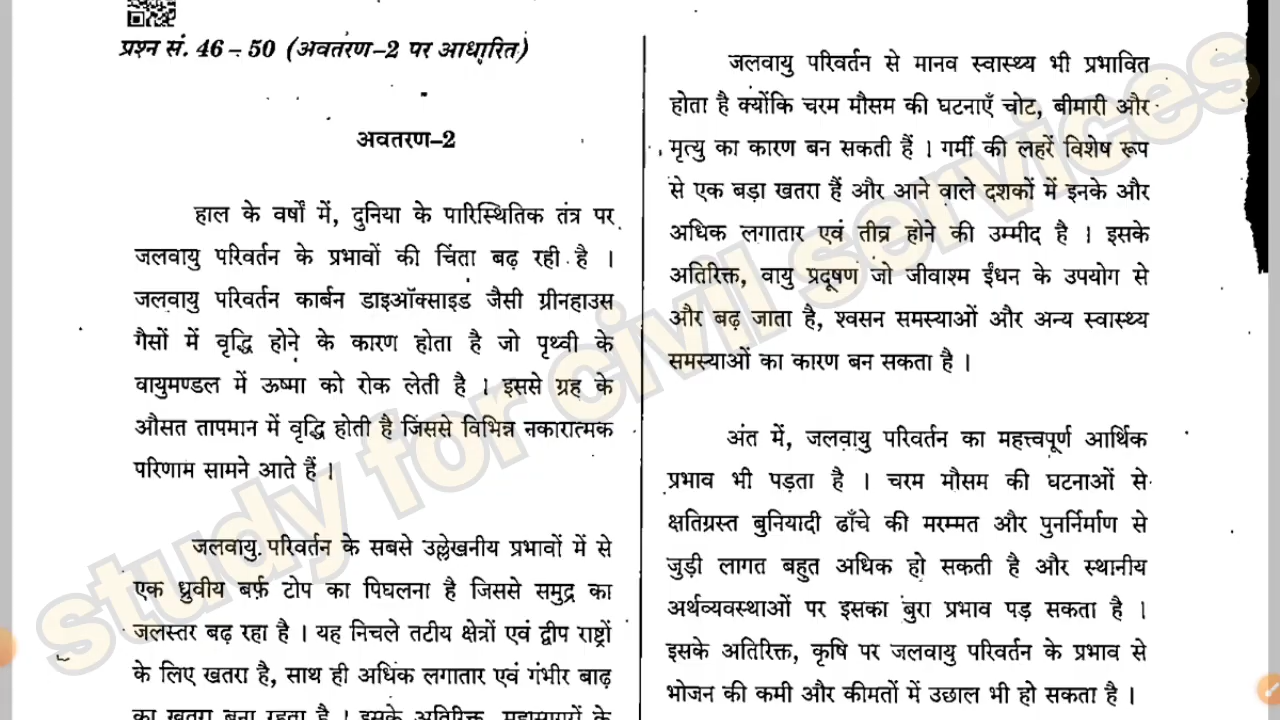 प्रश्न सं. 46 – 50 (अवतरण–2 पर आधारित)
अवतरण–2
हाल के वर्षों में, दुनिया के पारिस्थितिक तंत्र पर
जलवायु परिवर्तन के प्रभावों की चिंता बढ़ रही है ।
जलवायु परिवर्तन कार्बन डाइऑक्साइड जैसी ग्रीनहाउस
गैसों में वृद्धि होने के कारण होता है जो पृथ्वी के
वायुमण्डल में ऊष्मा को रोक लेती है । इससे ग्रह के
औसत तापमान में वृद्धि होती है जिससे विभिन्न नकारात्मक
परिणाम सामने आते हैं ।
जलवायु परिवर्तन के सबसे उल्लेखनीय प्रभावों में से
एक ध्रुवीय बर्फ़ टोप का पिघलना है जिससे समुद्र का
जलस्तर बढ़ रहा है । यह निचले तटीय क्षेत्रों एवं द्वीप राष्ट्रों
के लिए खतरा है, साथ ही अधिक लगातार एवं गंभीर बाढ़
का खतरा बना रहता है । इसके अतिरिक्त, महासागरों के
जलवायु परिवर्तन से मानव स्वास्थ्य भी प्रभावित
होता है क्योंकि चरम मौसम की घटनाएँ चोट, बीमारी और
मृत्यु का कारण बन सकती हैं । गर्मी की लहरें विशेष रूप
से एक बड़ा खतरा हैं और आने वाले दशकों में इनके और
अधिक लगातार एवं तीव्र होने की उम्मीद है । इसके
अतिरिक्त, वायु प्रदूषण जो जीवाश्म ईंधन के उपयोग से
और बढ़ जाता है, श्वसन समस्याओं और अन्य स्वास्थ्य
समस्याओं का कारण बन सकता है ।
अंत में, जलवायु परिवर्तन का महत्त्वपूर्ण आर्थिक
प्रभाव भी पड़ता है । चरम मौसम की घटनाओं से
क्षतिग्रस्त बुनियादी ढाँचे की मरम्मत और पुनर्निर्माण से
जुड़ी लागत बहुत अधिक हो सकती है और स्थानीय
अर्थव्यवस्थाओं पर इसका बुरा प्रभाव पड़ सकता है ।
इसके अतिरिक्त, कृषि पर जलवायु परिवर्तन के प्रभाव से
भोजन की कमी और कीमतों में उछाल भी हो सकता है ।
study for civil services